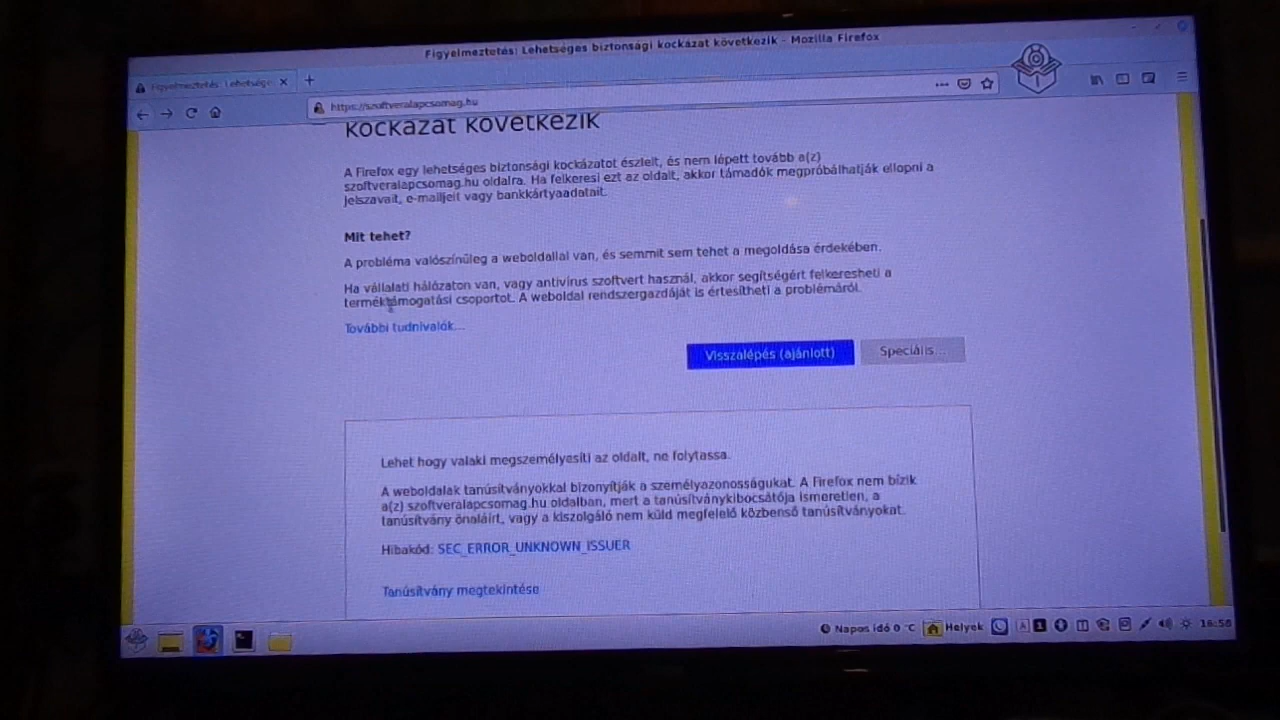 Figyelmeztetés: Lehetséges biztonsági kockázat következik - Mozilla Firefox
Figyelmeztetés: Lehetsége
https://szoftveralapcsomag.hu
kockázat következik
A Firefox egy lehetséges biztonsági kockázatot észlelt, és nem lépett tovább a(z)
szoftveralapcsomag.hu oldalra. Ha felkeresi ezt az oldalt, akkor támadók megpróbálhatják ellopni a
jelszavait, e-mailjeit vagy bankkártyaadatait.
Mit tehet?
A probléma valószínűleg a weboldallal van, és semmit sem tehet a megoldása érdekében.
Ha vállalati hálózaton van, vagy antivírus szoftvert használ, akkor segítségért felkeresheti a
terméktámogatási csoportot. A weboldal rendszergazdáját is értesítheti a problémáról.
További tudnivalók...
Visszalépés (ajánlott)
Speciális...
Lehet hogy valaki megszemélyesíti az oldalt, ne folytassa.
A weboldalak tanúsítványokkal bizonyítják a személyazonosságukat. A Firefox nem bízik
a(z) szoftveralapcsomag.hu oldalban, mert a tanúsítványkibocsátója ismeretlen, a
tanúsítvány önaláírt, vagy a kiszolgáló nem küld megfelelő közbenső tanúsítványokat.
Hibakód: SEC_ERROR_UNKNOWN_ISSUER
Tanúsítvány megtekintése
Napos idő 0 °C Helyek 16:58